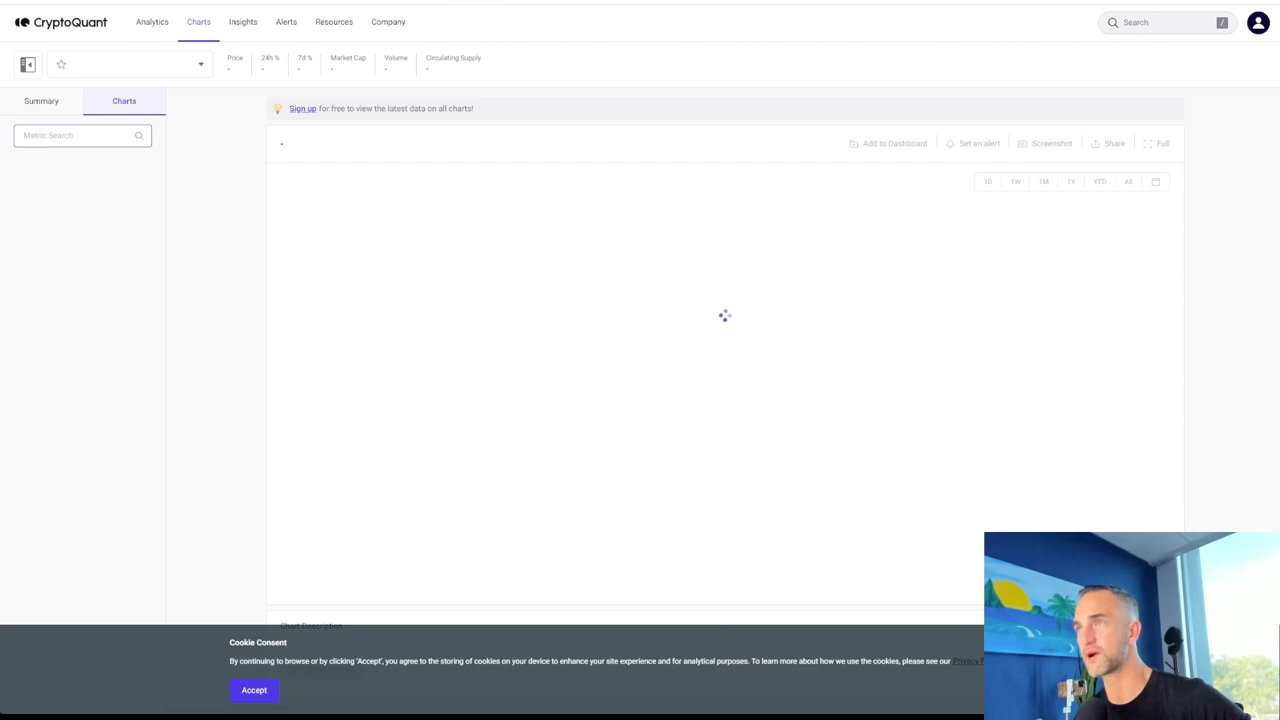 CryptoQuant
Analytics
Charts
Insights
Alerts
Resources
Company
Search
/
Price
-
24h %
-
7d %
-
Market Cap
-
Volume
-
Circulating Supply
-
Summary
Charts
Metric Search
Sign up for free to view the latest data on all charts!
-
Add to Dashboard
Set an alert
Screenshot
Share
Full
1D
1W
1M
1Y
YTD
All
Chart Description
Cookie Consent
By continuing to browse or by clicking 'Accept', you agree to the storing of cookies on your device to enhance your site experience and for analytical purposes. To learn more about how we use the cookies, please see our Privacy P
Accept